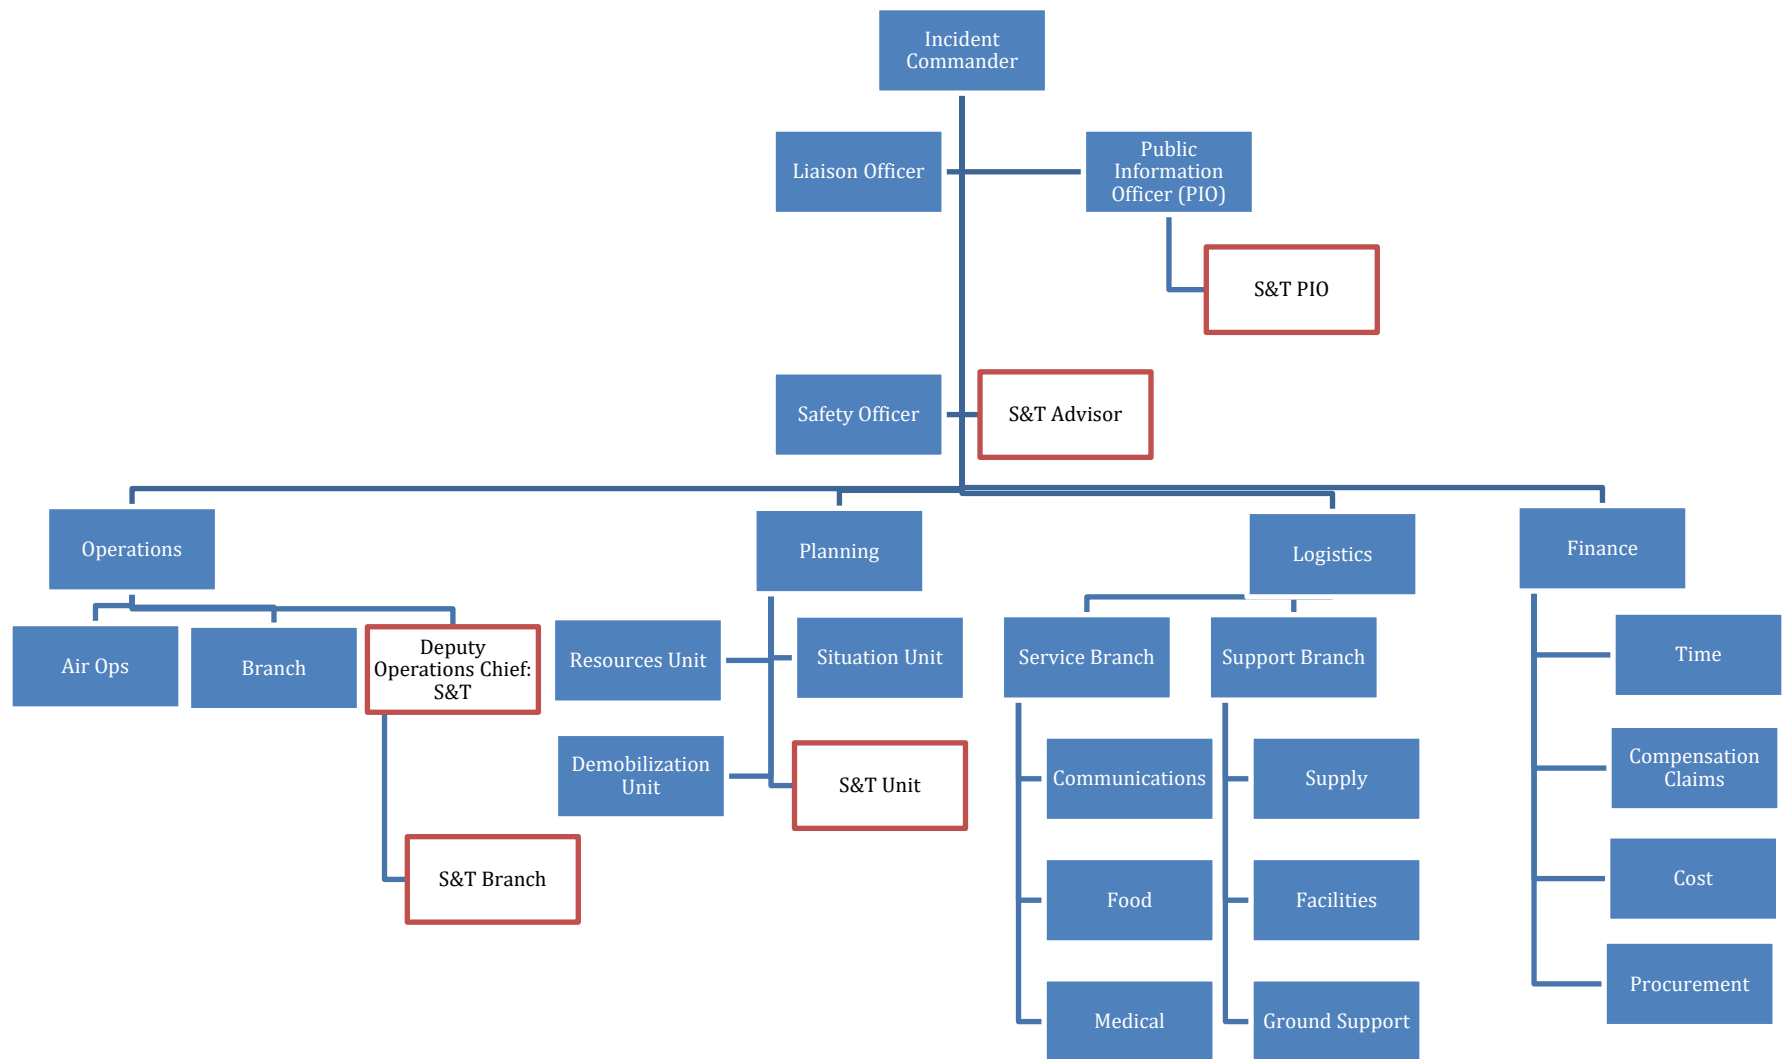 Incident
Commander
Liaison Officer
Public
Information
Officer (PIO)
S&T PIO
Safety Officer
S&T Advisor
Operations
Planning
Logistics
Finance
Air Ops
Branch
Deputy
Operations Chief:
S&T
Resources Unit
Situation Unit
Service Branch
Support Branch
Time
Demobilization
Unit
S&T Unit
Communications
Supply
Compensation
Claims
S&T Branch
Food
Facilities
Cost
Medical
Ground Support
Procurement